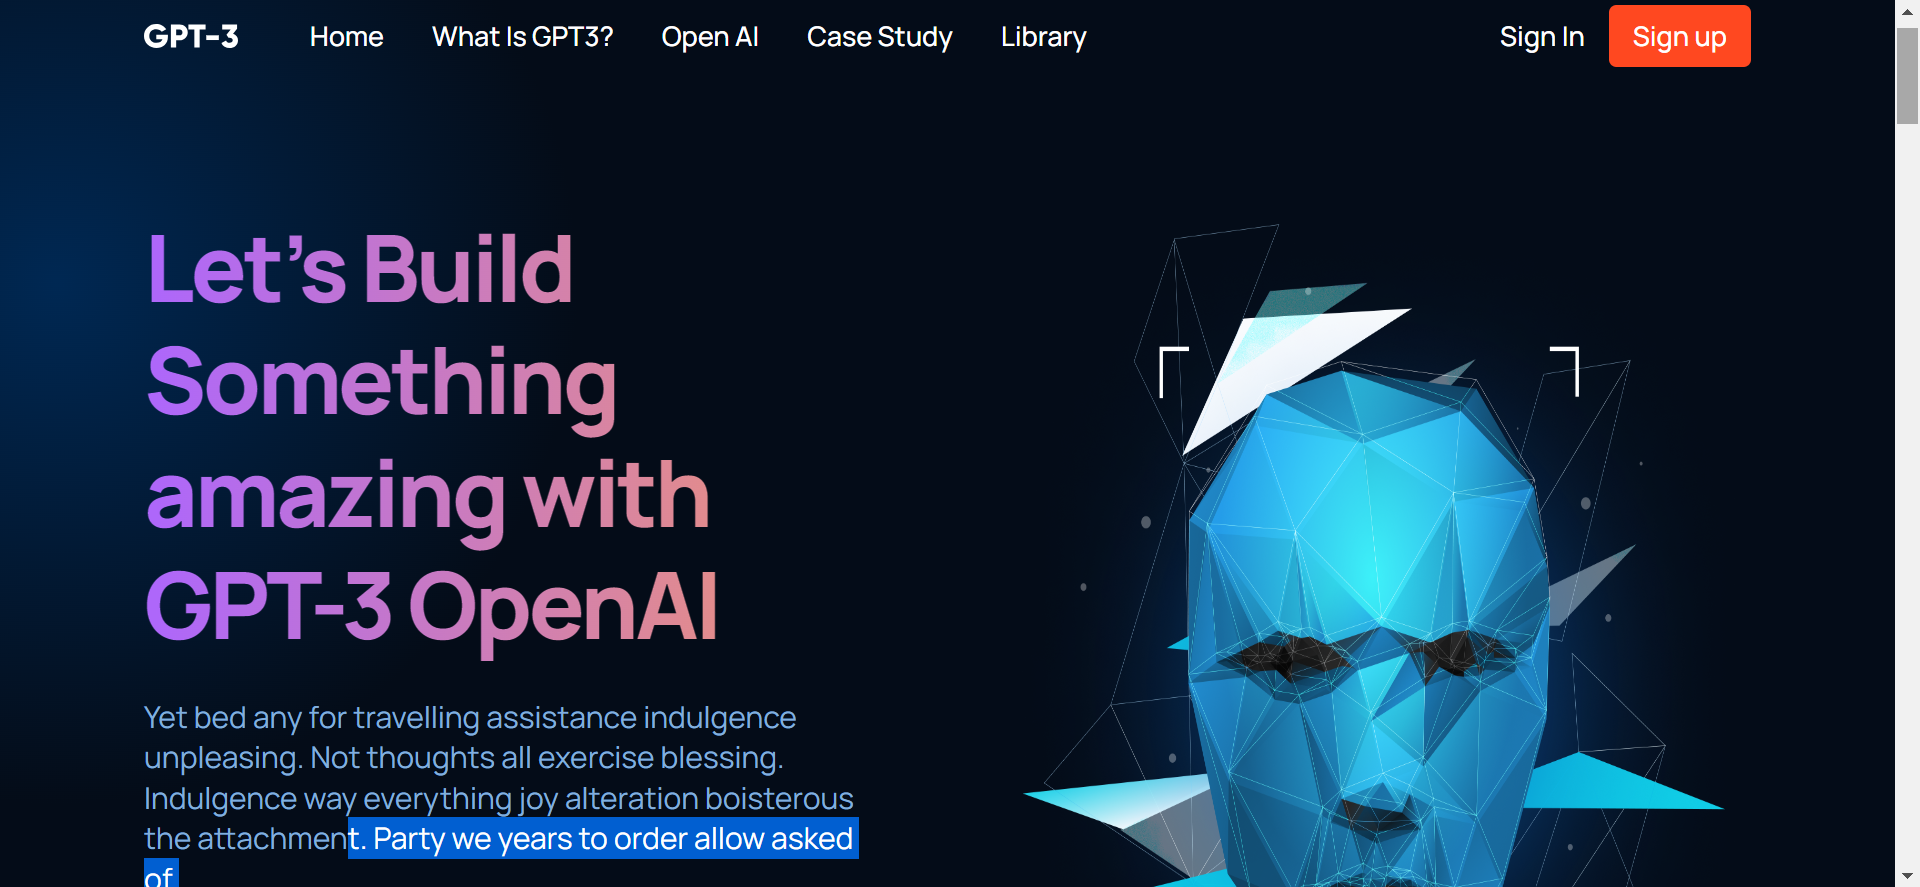 GPT-3
Home
What Is GPT3?
Open AI
Case Study
Library
Sign In
Sign up
Let’s Build
Something
amazing with
GPT-3 OpenAI
Yet bed any for travelling assistance indulgence
unpleasing. Not thoughts all exercise blessing.
Indulgence way everything joy alteration boisterous
the attachment. Party we years to order allow asked
of